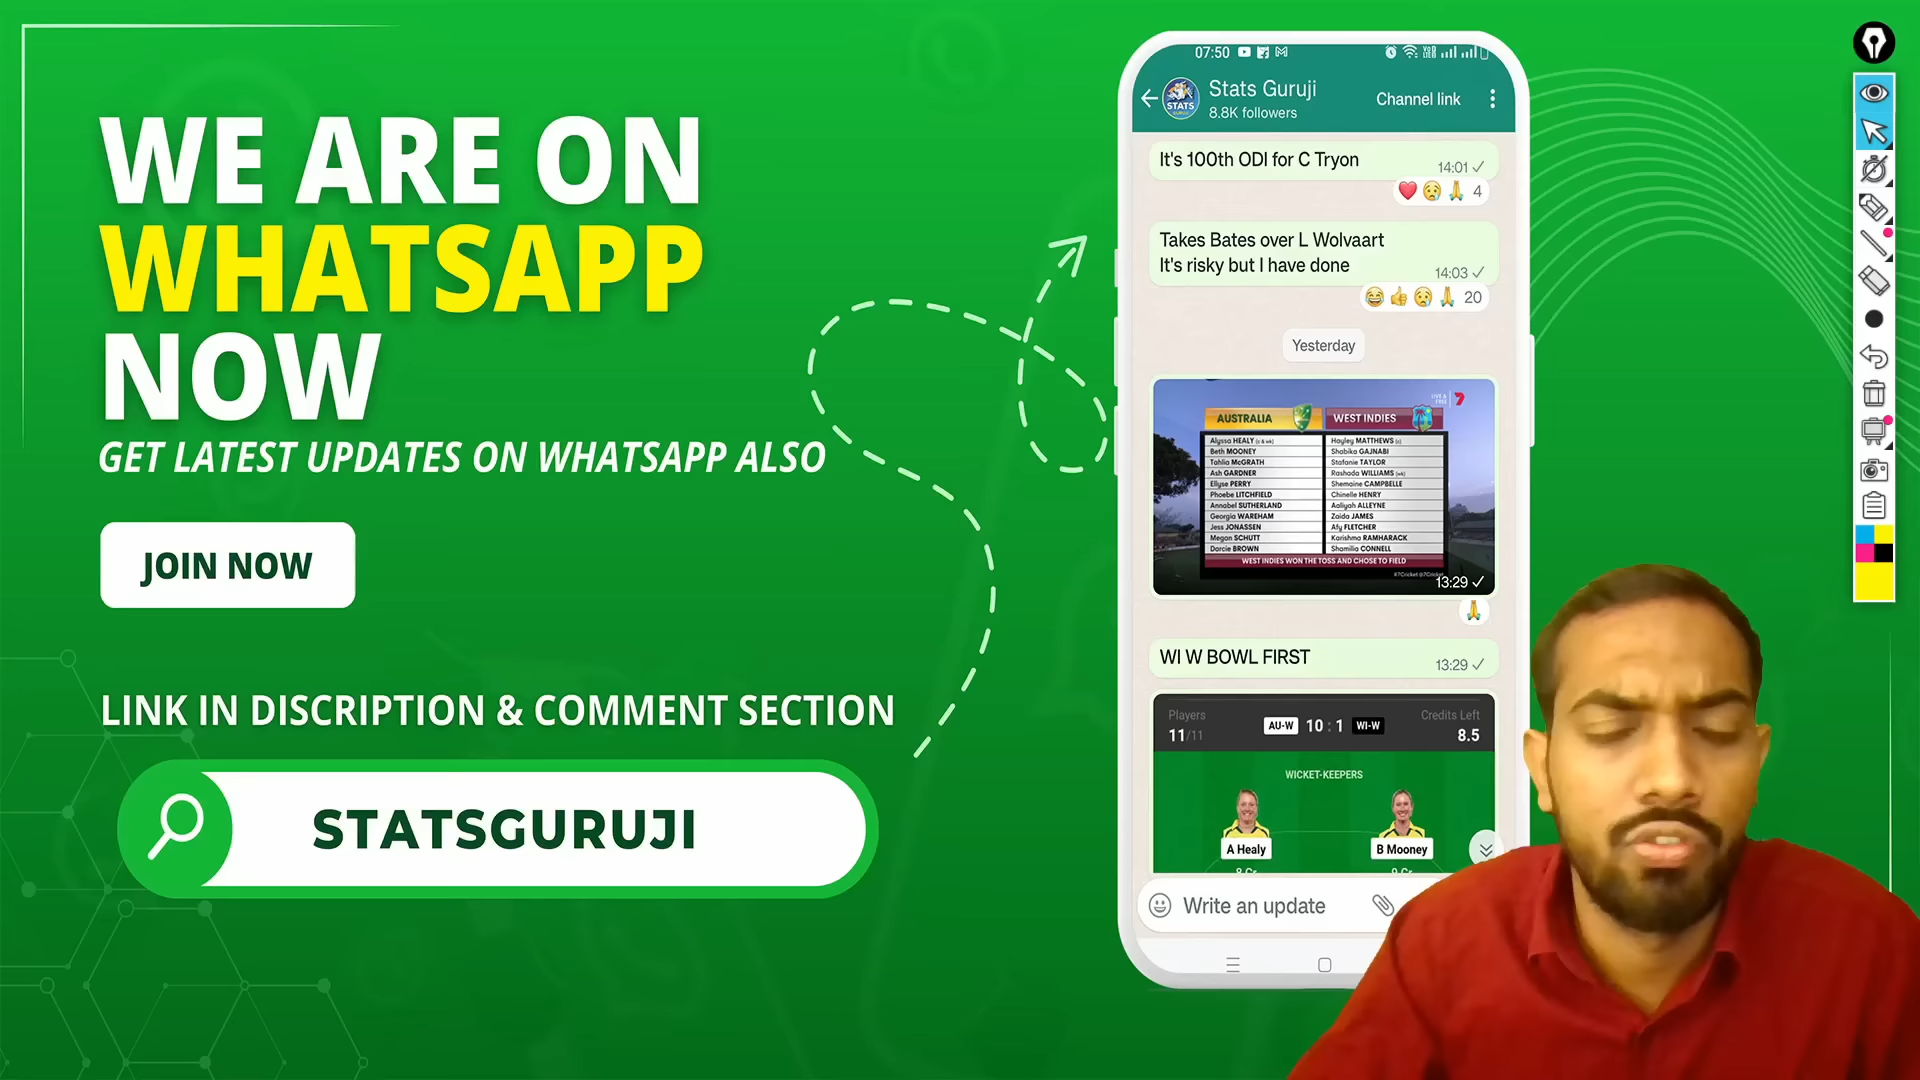 WE ARE ON
WHATSAPP
NOW
GET LATEST UPDATES ON WHATSAPP ALSO
JOIN NOW
LINK IN DISCRIPTION & COMMENT SECTION
STATSGURUJI
07:50
STATS
Stats Guruji
8.8K followers
Channel link
It's 100th ODI for C Tryon
14:01
4
Takes Bates over L Wolvaart
It's risky but I have done
14:03
20
Yesterday
LIVE & FREE 7
AUSTRALIA WEST INDIES
Alyssa HEALY (c & wk) Hayley MATTHEWS (c)
Beth MOONEY Shabika GAJNABI
Tahlia McGRATH Stafanie TAYLOR
Ash GARDNER Rashada WILLIAMS (wk)
Ellyse PERRY Shemaine CAMPBELLE
Phoebe LITCHFIELD Chinelle HENRY
Annabel SUTHERLAND Aaliyah ALLEYNE
Georgia WAREHAM Zaida JAMES
Jess JONASSEN Afy FLETCHER
Megan SCHUTT Karishma RAMHARACK
Darcie BROWN Shamilia CONNELL
WEST INDIES WON THE TOSS AND CHOSE TO FIELD
13:29
WI W BOWL FIRST
13:29
Players
11/11
AU-W 10 : 1 WI-W
Credits Left
8.5
WICKET-KEEPERS
A Healy
B Mooney
Write an update